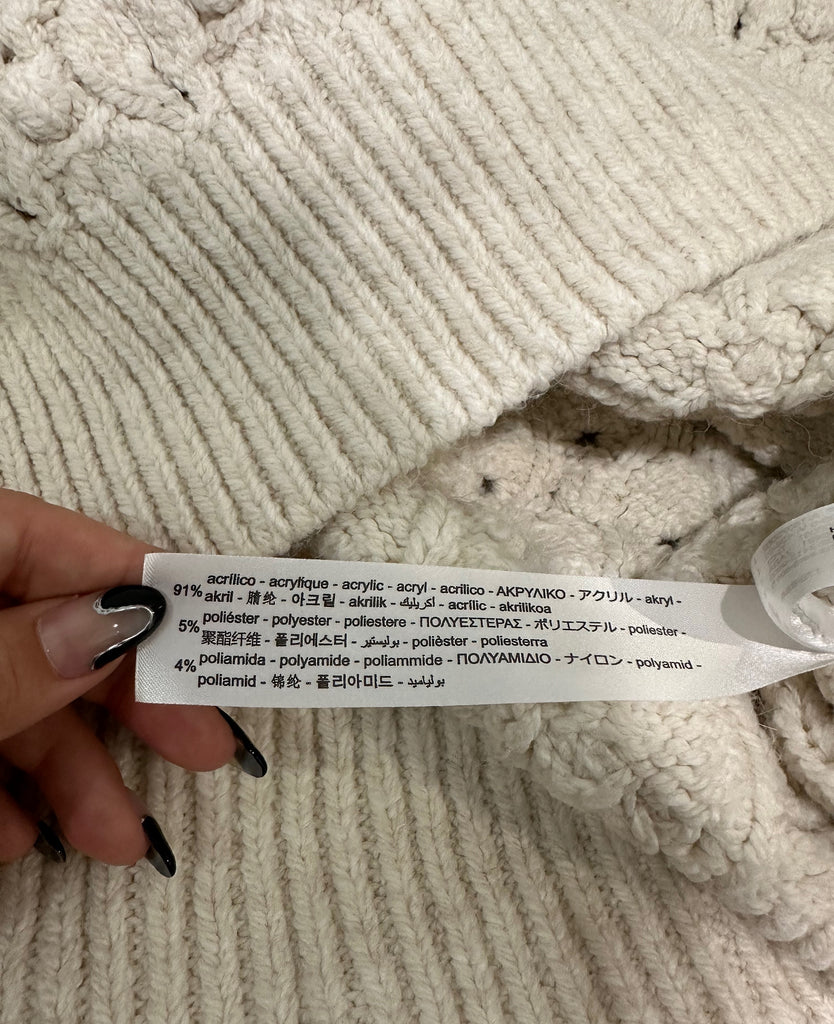 91% acrílico - acrylique - acrylic - acryl - acrilico - ΑΚΡΥΛΙΚΟ - アクリル - akryl -
akril - 腈纶 - 아크릴 - akrilik - أكريليك - acrílic - akrilikoa
5% poliéster - polyester - poliestere - ΠΟΛΥΕΣΤΕΡΑΣ - ポリエステル - poliester -
聚酯纤维 - 폴리에스터 - بوليستير - polièster - poliesterra
4% poliamida - polyamide - poliammide - ΠΟΛΥΑΜΙΔΙΟ - ナイロン - polyamid -
poliamid - 锦纶 - 폴리아미드 - بولياميد